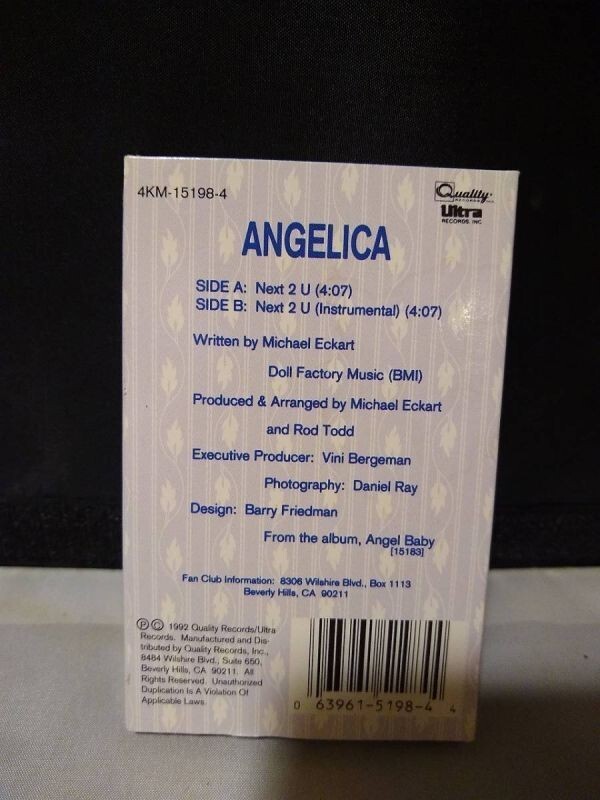 4KM-15198-4
Quality
RECORDS
Ultra
RECORDS, INC.
ANGELICA
SIDE A: Next 2 U (4:07)
SIDE B: Next 2 U (Instrumental) (4:07)
Written by Michael Eckart
Doll Factory Music (BMI)
Produced & Arranged by Michael Eckart
and Rod Todd
Executive Producer: Vini Bergeman
Photography: Daniel Ray
Design: Barry Friedman
From the album, Angel Baby
[15183]
Fan Club Information: 8306 Wilshire Blvd., Box 1113
Beverly Hills, CA 90211
Ⓟ© 1992 Quality Records/Ultra
Records. Manufactured and Dis-
tributed by Quality Records, Inc.,
8484 Wilshire Blvd., Suite 650,
Beverly Hills, CA 90211. All
Rights Reserved. Unauthorized
Duplication Is A Violation Of
Applicable Laws.
0 63961-5198-4 4